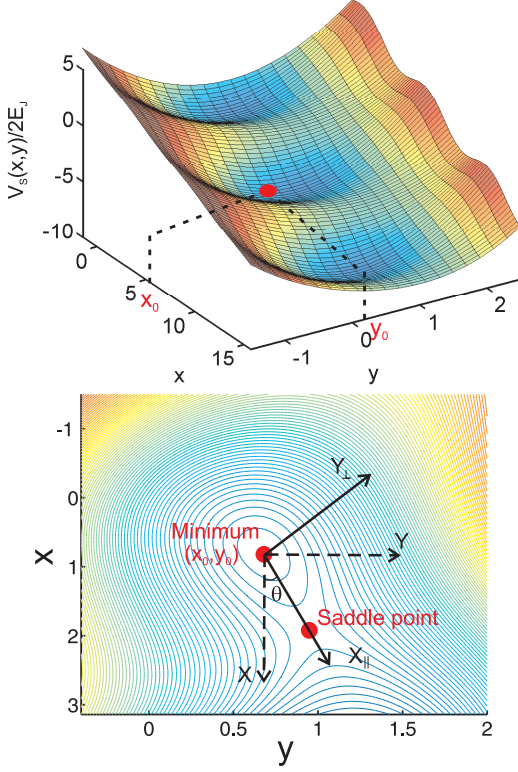 V_S(x,y)/2E_J
5
0
-5
-10
0
5
10
15
x_0
x
-1
0
1
2
y_0
y
-1
0
1
2
3
x
Y_⊥
Minimum
(x_0,y_0)
Y
θ
Saddle point
X
X_||
0
0.5
1
1.5
2
y